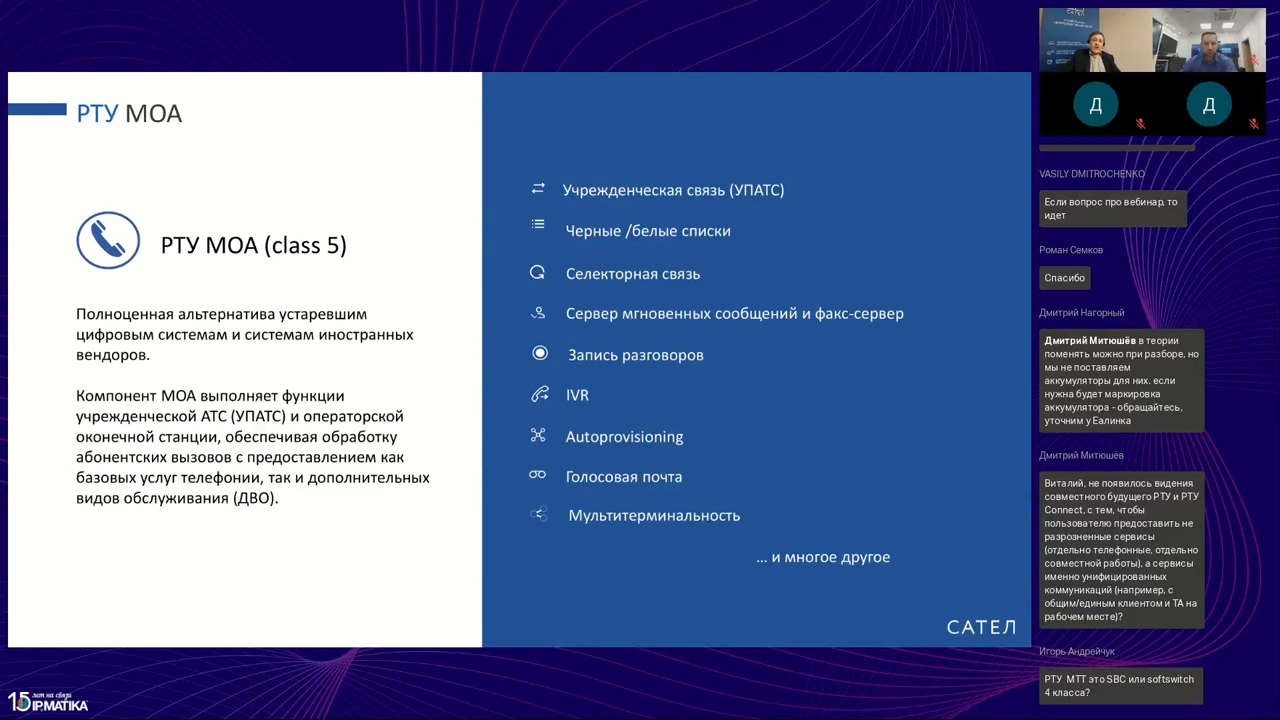 РТУ МОА
РТУ МОА (class 5)
Полноценная альтернатива устаревшим
цифровым системам и системам иностранных
вендоров.
Компонент МОА выполняет функции
учрежденческой АТС (УПАТС) и операторской
оконечной станции, обеспечивая обработку
абонентских вызовов с предоставлением как
базовых услуг телефонии, так и дополнительных
видов обслуживания (ДВО).
Учрежденческая связь (УПАТС)
Черные /белые списки
Селекторная связь
Сервер мгновенных сообщений и факс-сервер
Запись разговоров
IVR
Autoprovisioning
Голосовая почта
Мультитерминальность
... и многое другое
САТЕЛ
15 лет на связи
IPMATIKA
САТЕЛ
Д
Д
VASILY DMITROCHENKO
Если вопрос про вебинар, то
идет
Роман Семков
Спасибо
Дмитрий Нагорный
Дмитрий Митюшёв в теории
поменять можно при разборе, но
мы не поставляем
аккумуляторы для них. если
нужна будет маркировка
аккумулятора - обращайтесь,
уточним у Еалинка
Дмитрий Митюшёв
Виталий, не появилось видения
совместного будущего РТУ и РТУ
Connect, с тем, чтобы
пользователю предоставить не
разрозненные сервисы
(отдельно телефонные, отдельно
совместной работы), а сервисы
именно унифицированных
коммуникаций (например, с
общим/единым клиентом и ТА на
рабочем месте)?
Игорь Андрейчук
РТУ МТТ это SBC или softswitch
4 класса?